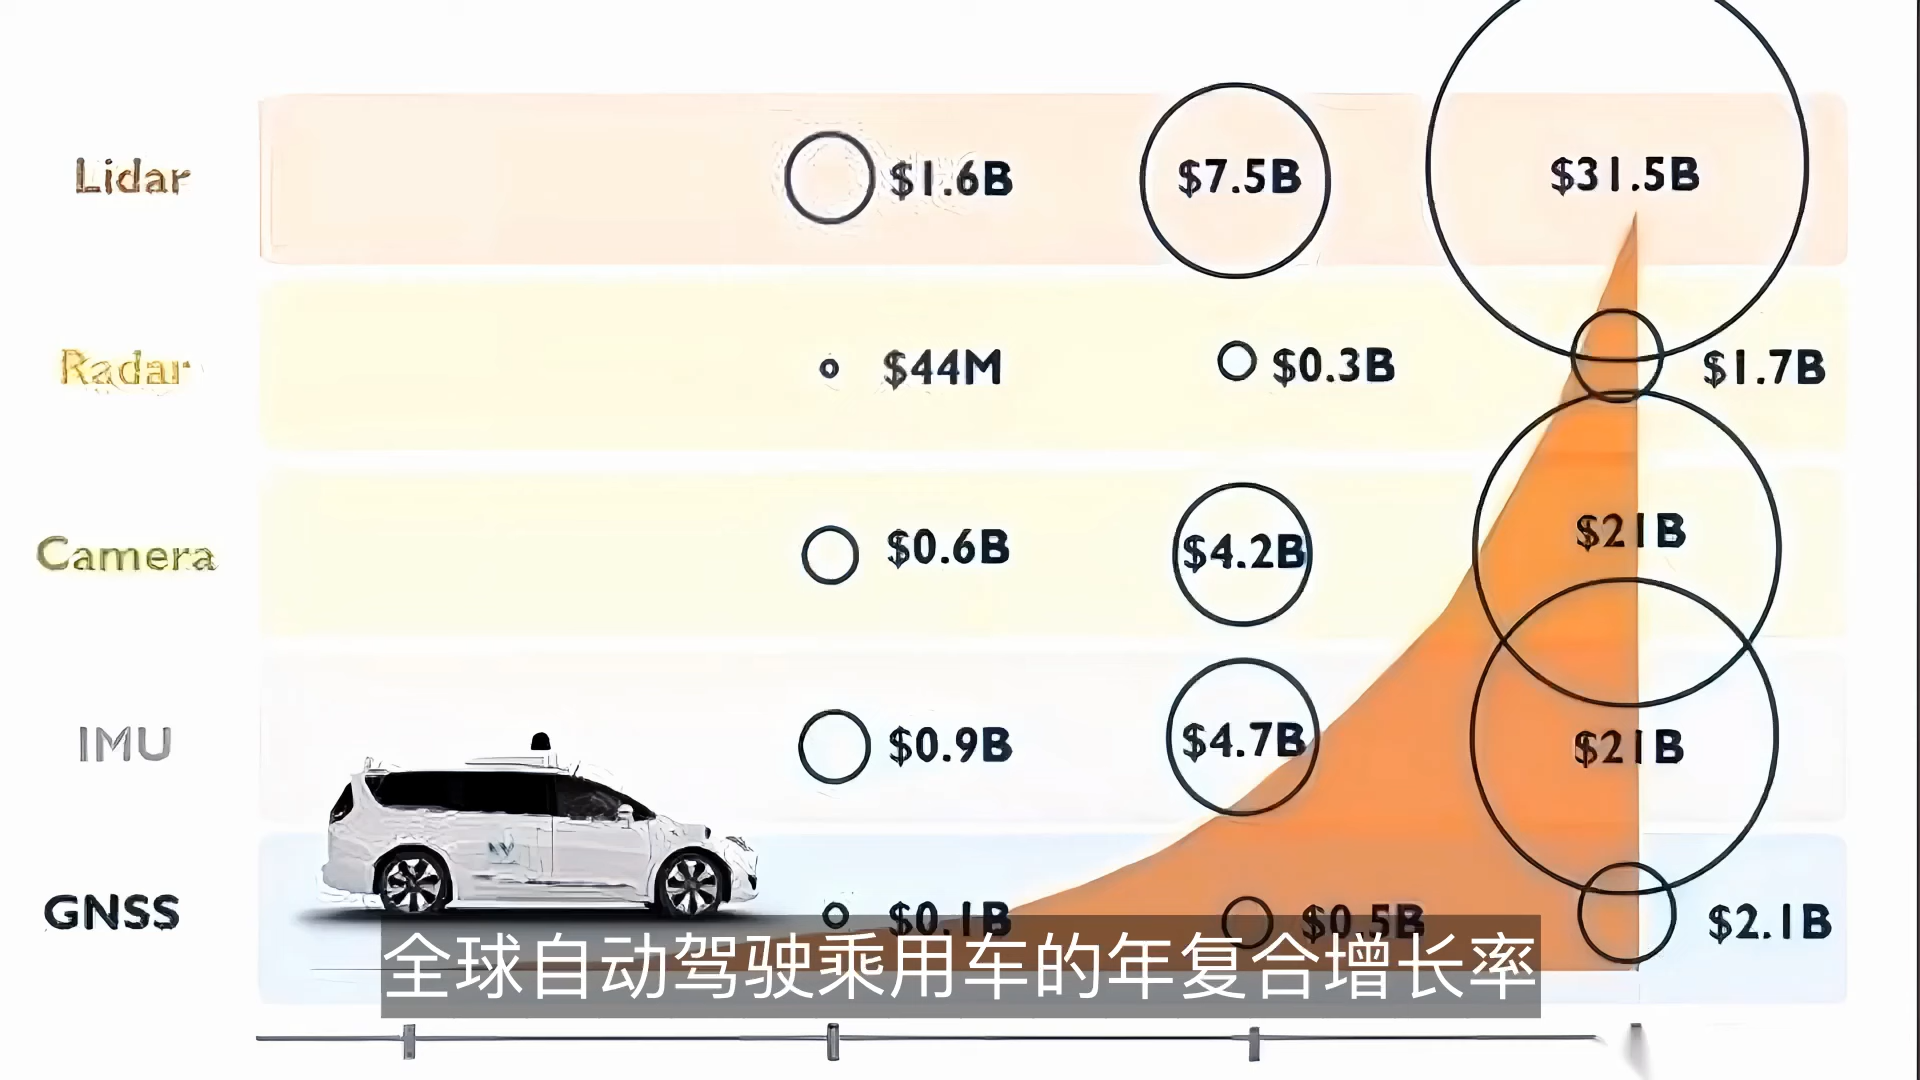 Lidar $1.6B $7.5B $31.5B
Radar $44M $0.3B $1.7B
Camera $0.6B $4.2B $21B
IMU $0.9B $4.7B $21B
GNSS $0.1B $0.5B $2.1B
全球自动驾驶乘用车的年复合增长率